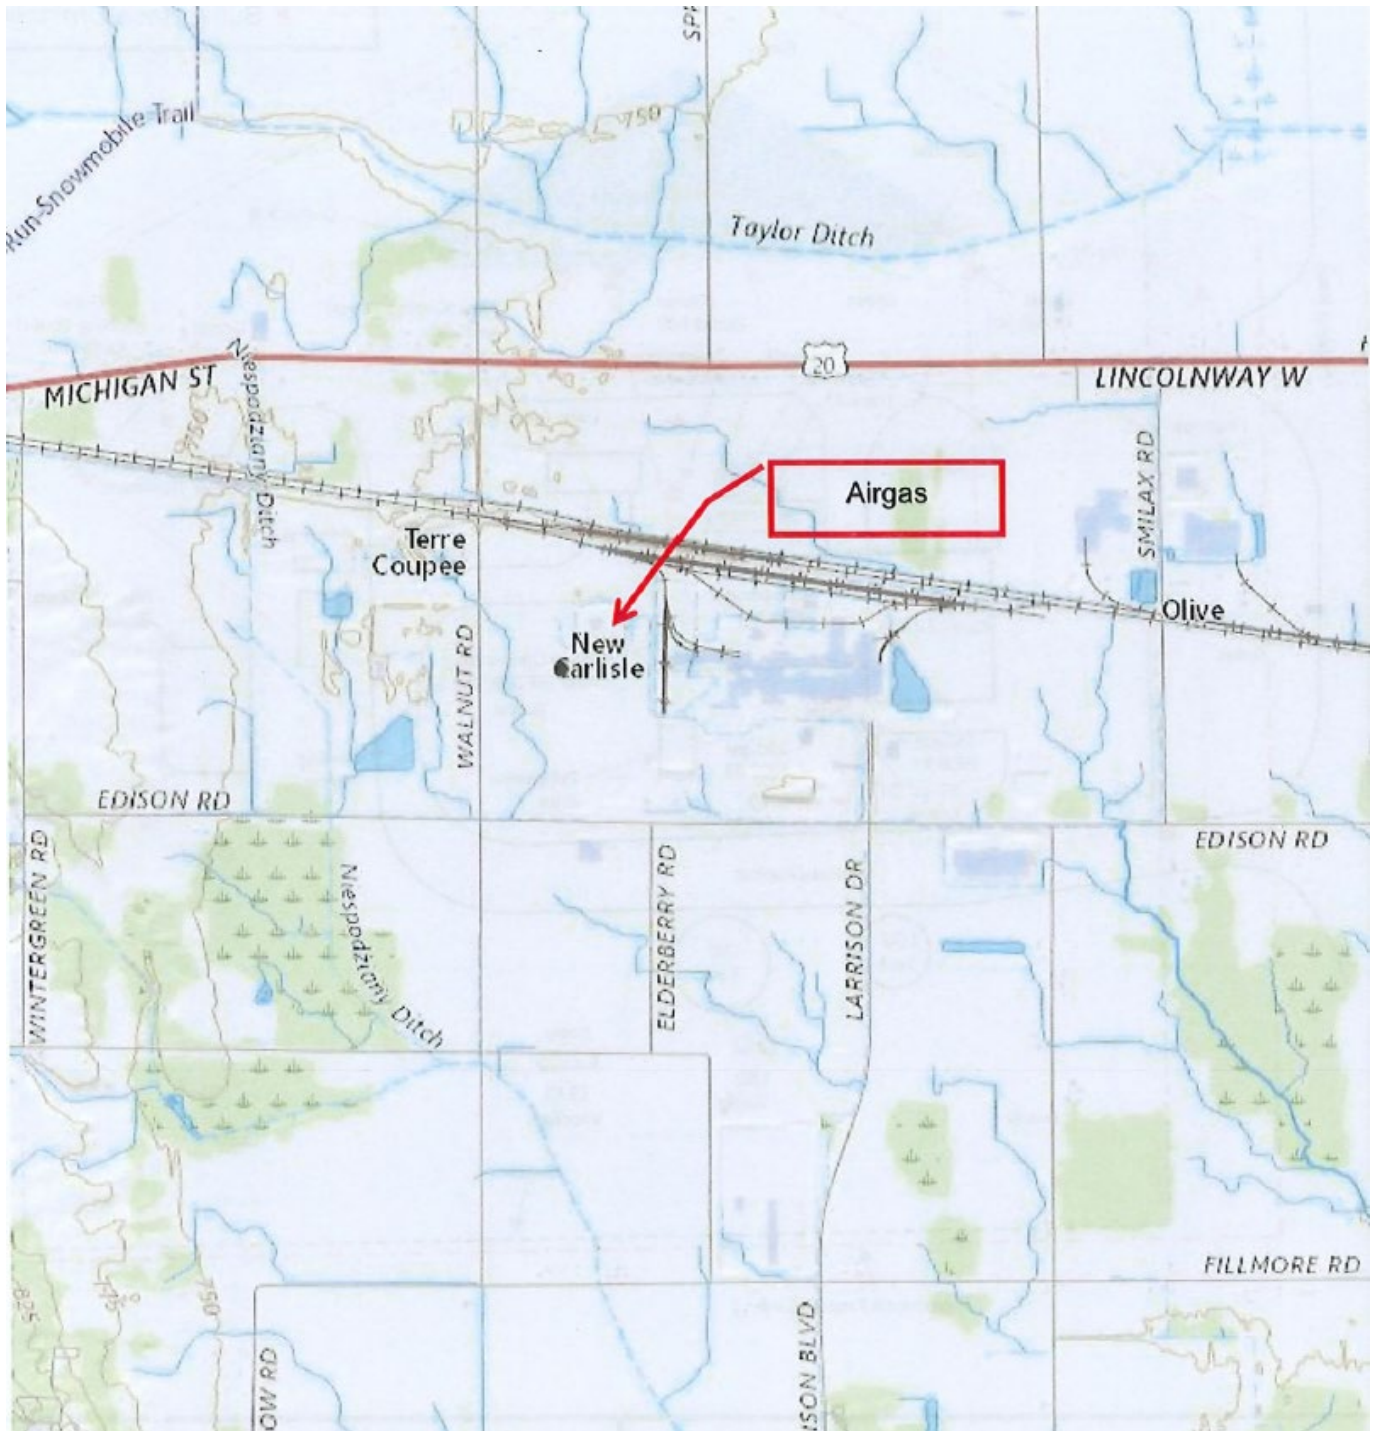 SPR
Run-Snowmobile Trail
750
Taylor Ditch
20
MICHIGAN ST
LINCOLNWAY W
Niespodziany Ditch
750
Airgas
SMILAX RD
Terre
Coupee
Olive
New
Carlisle
WALNUT RD
EDISON RD
EDISON RD
WINTERGREEN RD
Niespodziany Ditch
ELDERBERRY RD
LARRISON DR
FILLMORE RD
825
750
OW RD
ISON BLVD